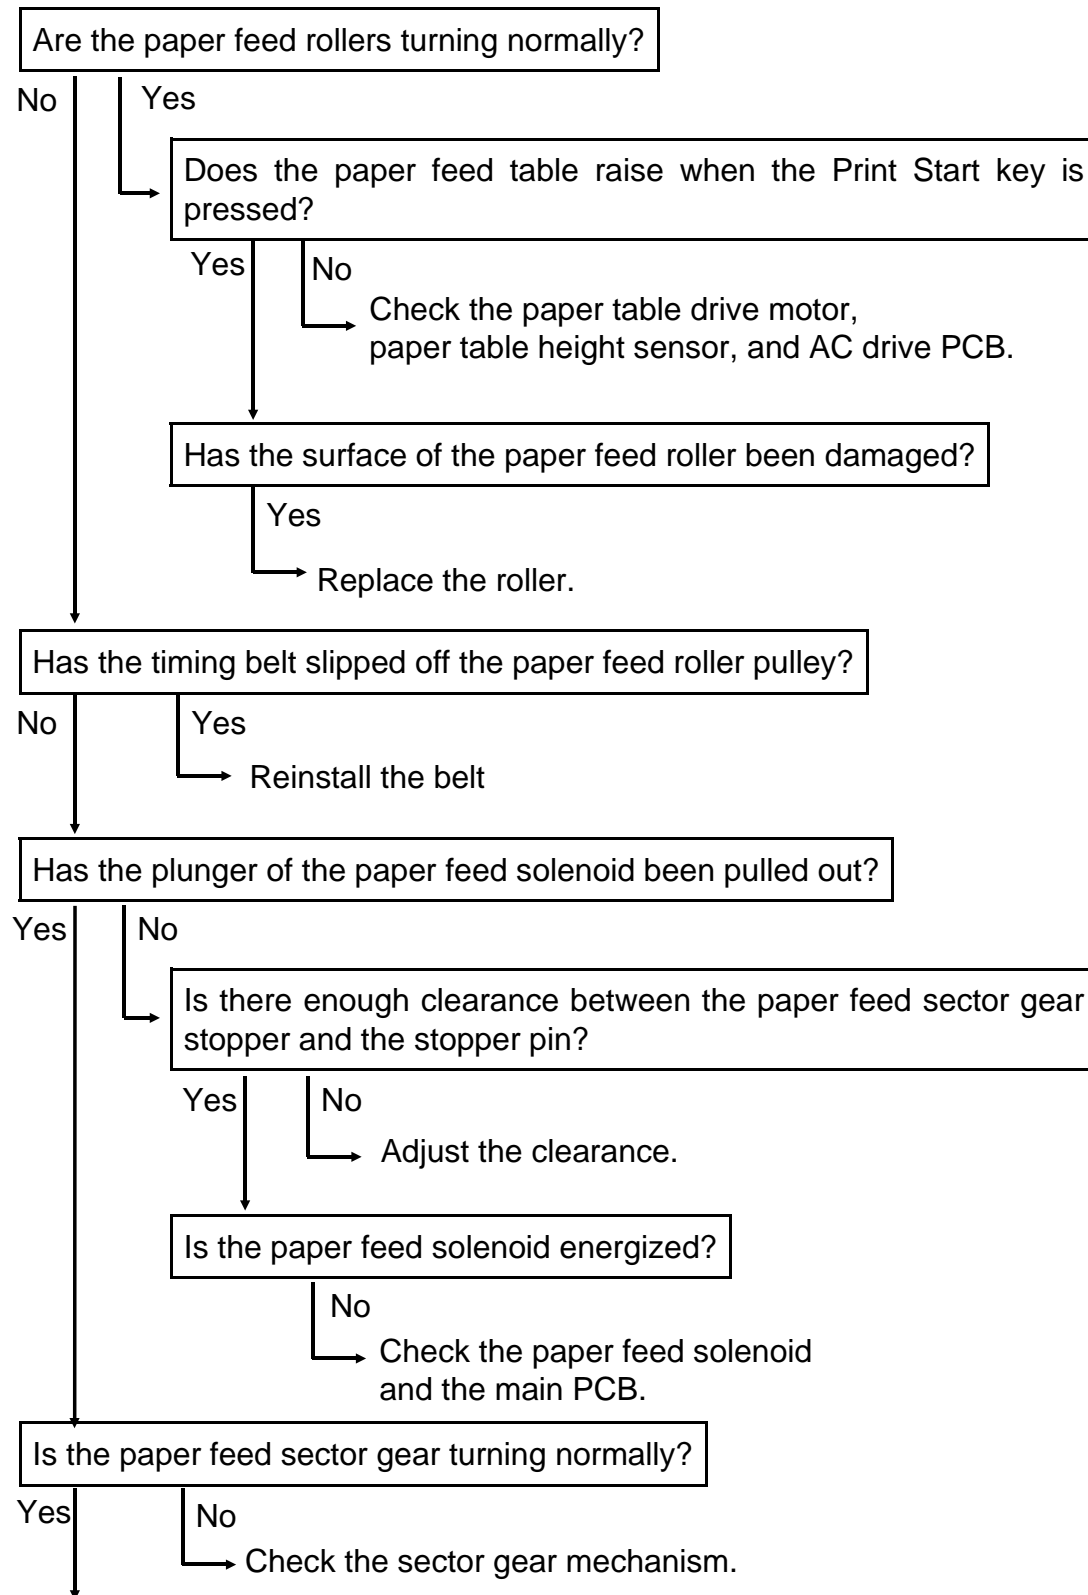 Are the paper feed rollers turning normally?
No
Yes
Does the paper feed table raise when the Print Start key is
pressed?
Yes
No
Check the paper table drive motor,
paper table height sensor, and AC drive PCB.
Has the surface of the paper feed roller been damaged?
Yes
Replace the roller.
Has the timing belt slipped off the paper feed roller pulley?
No
Yes
Reinstall the belt
Has the plunger of the paper feed solenoid been pulled out?
Yes
No
Is there enough clearance between the paper feed sector gear
stopper and the stopper pin?
Yes
No
Adjust the clearance.
Is the paper feed solenoid energized?
No
Check the paper feed solenoid
and the main PCB.
Is the paper feed sector gear turning normally?
Yes
No
Check the sector gear mechanism.